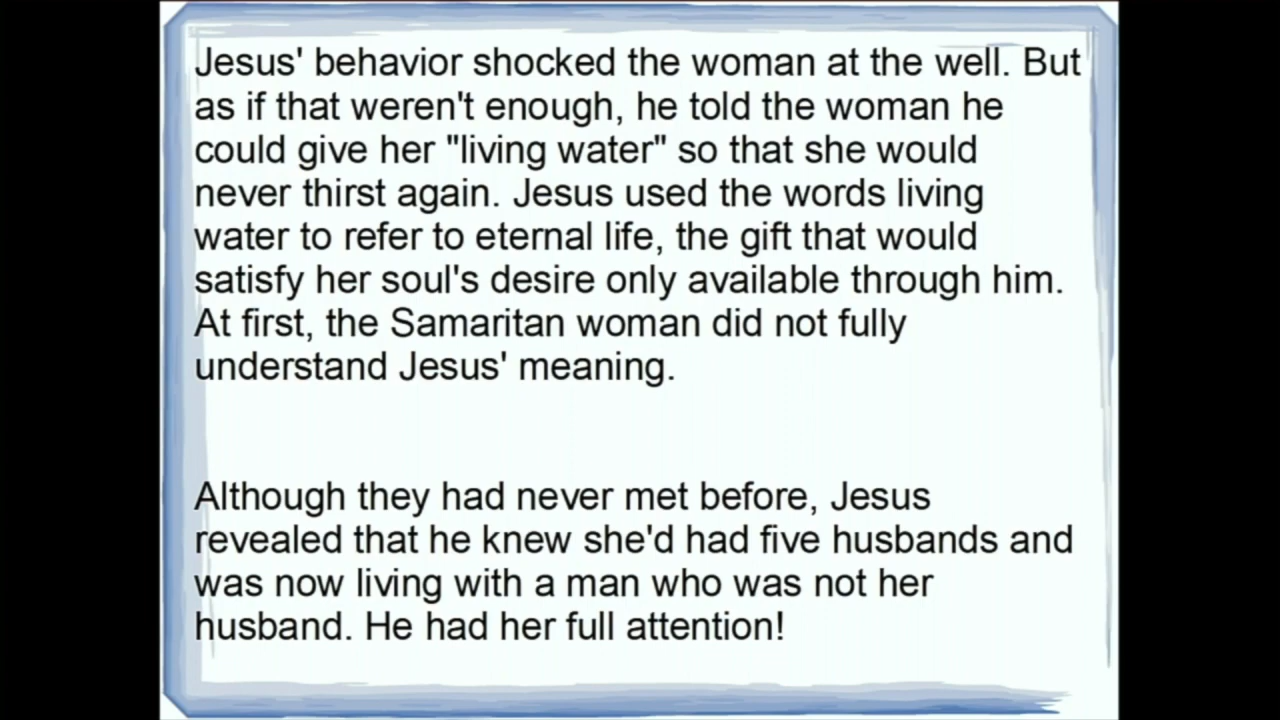 Jesus' behavior shocked the woman at the well. But
as if that weren't enough, he told the woman he
could give her "living water" so that she would
never thirst again. Jesus used the words living
water to refer to eternal life, the gift that would
satisfy her soul's desire only available through him.
At first, the Samaritan woman did not fully
understand Jesus' meaning.
Although they had never met before, Jesus
revealed that he knew she'd had five husbands and
was now living with a man who was not her
husband. He had her full attention!